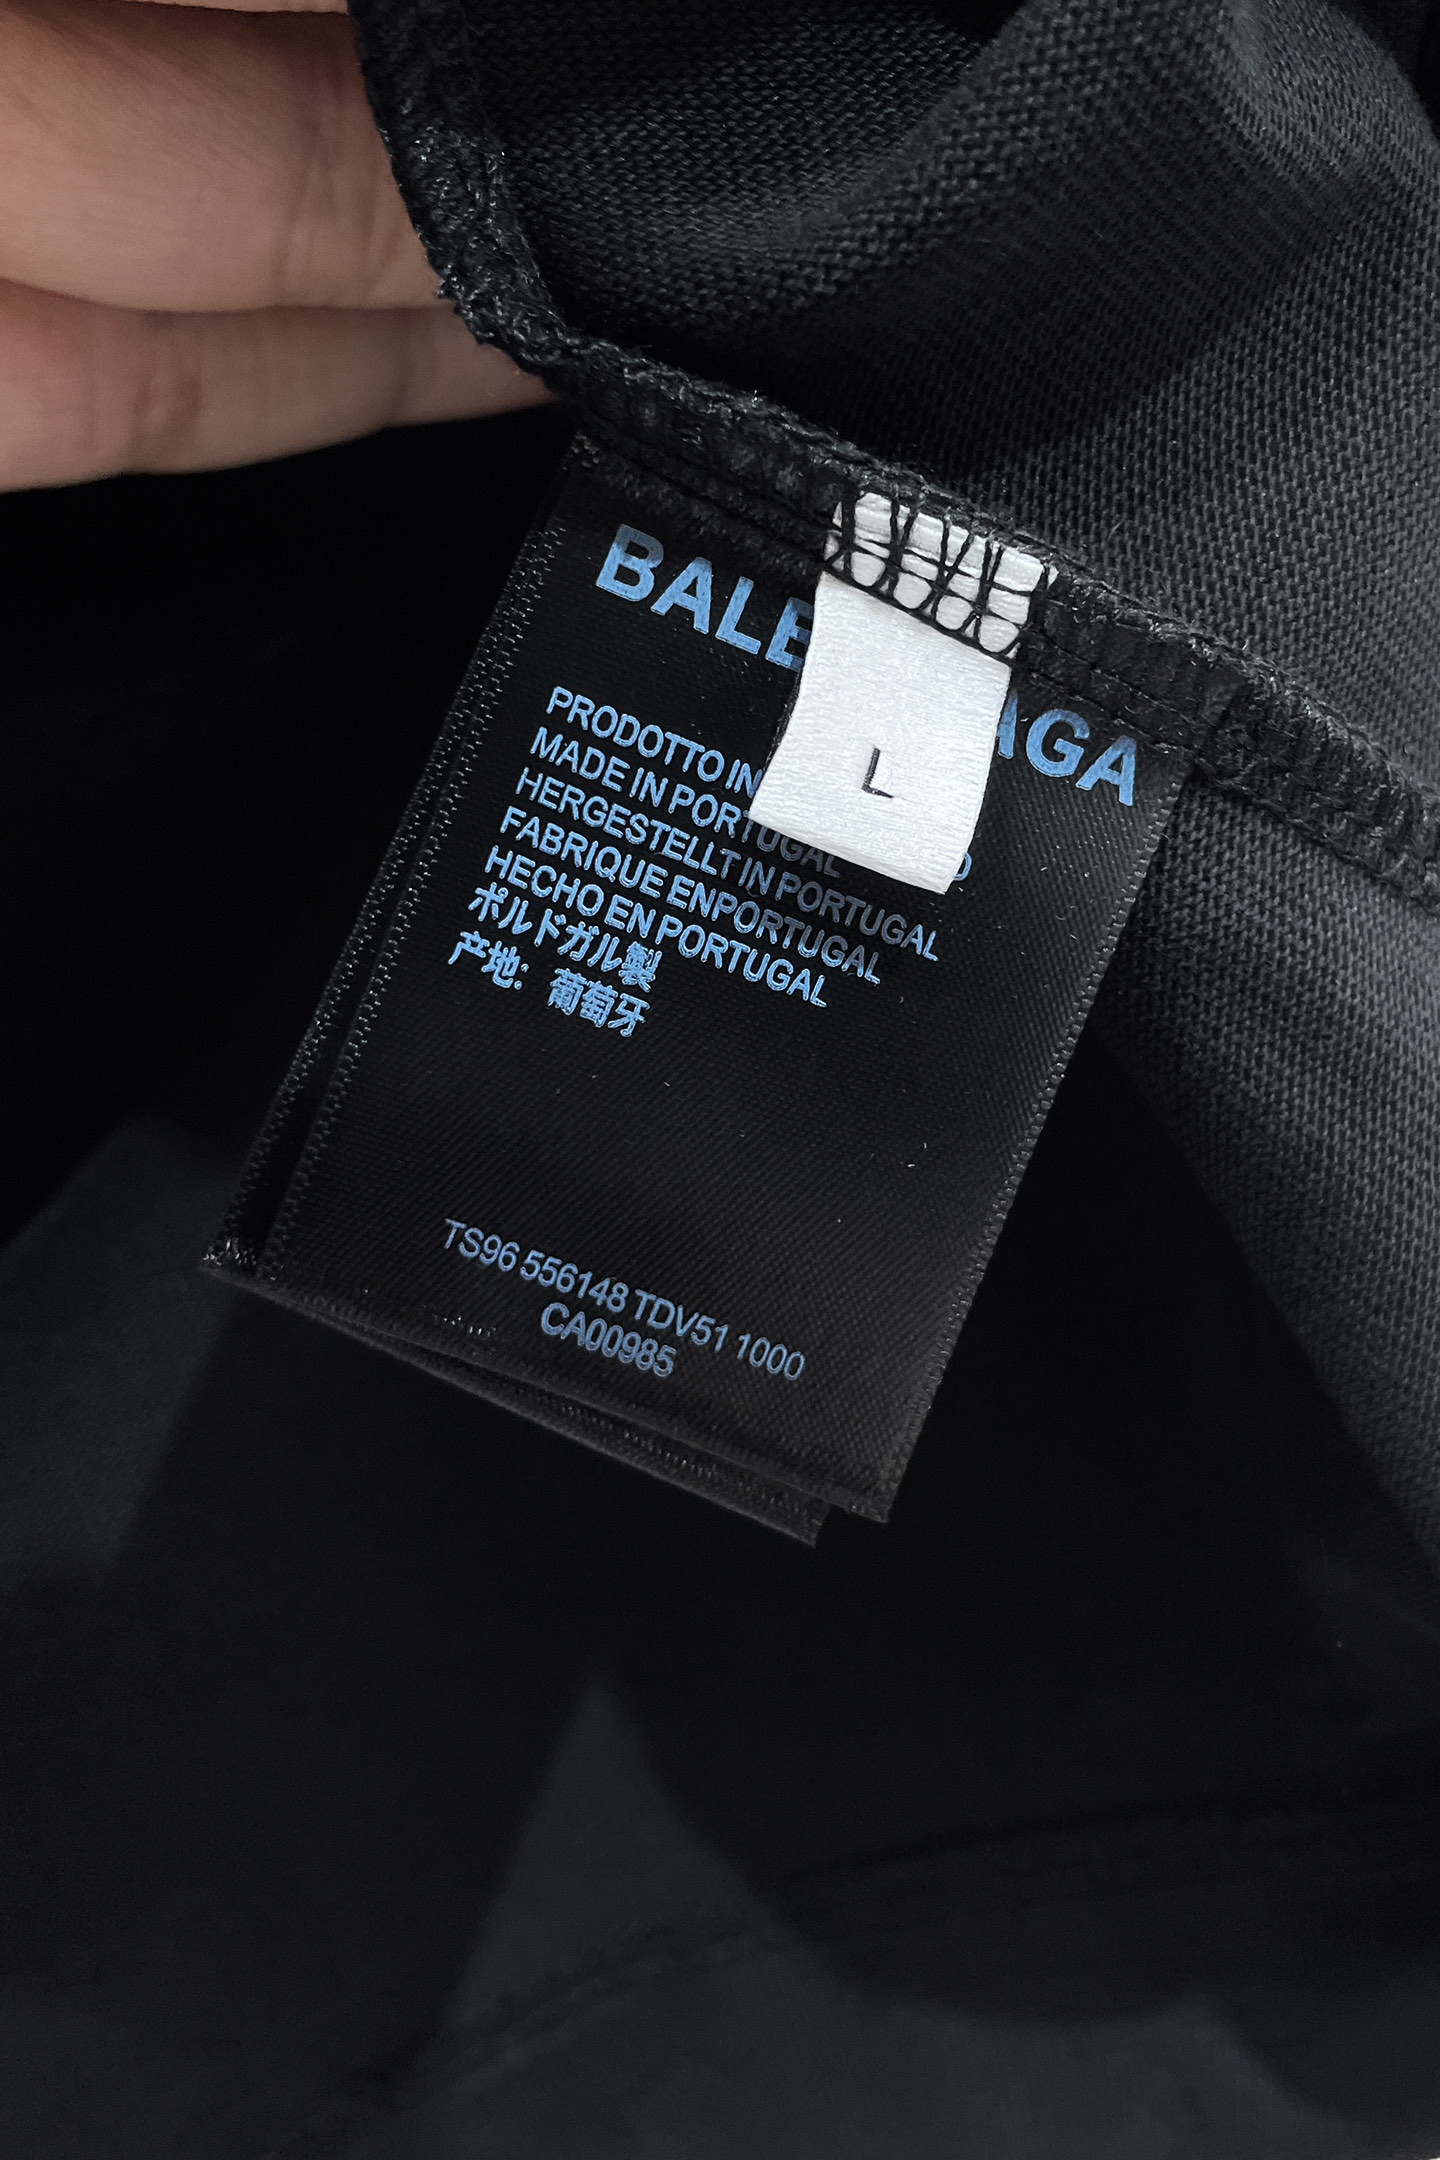 BALE AGA
L
PRODOTTO IN
MADE IN PORTUGAL
HERGESTELLT IN PORTUGAL
FABRIQUE ENPORTUGAL
HECHO EN PORTUGAL
ポルドガル製
产地: 葡萄牙
TS96 556148 TDV51 1000
CA00985